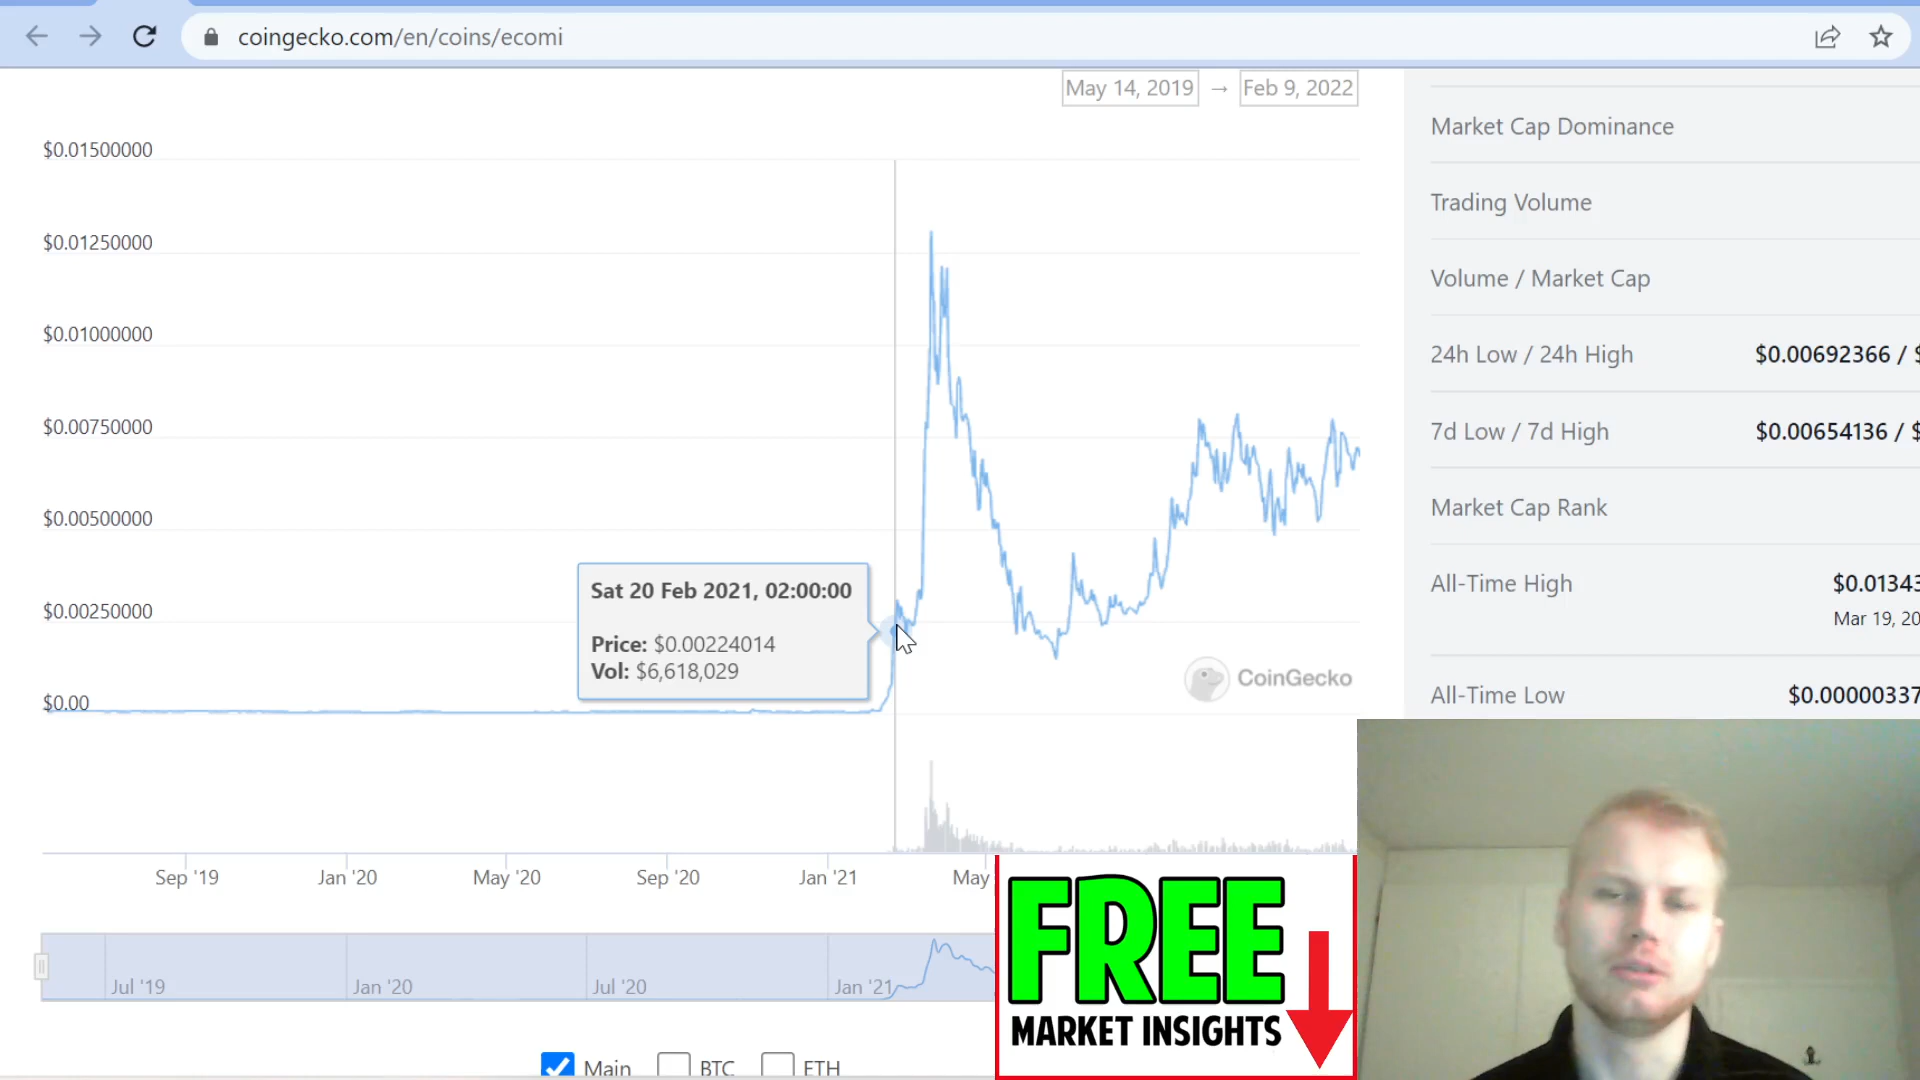 coingecko.com/en/coins/ecomi
May 14, 2019 → Feb 9, 2022
$0.01500000
$0.01250000
$0.01000000
$0.00750000
$0.00500000
$0.00250000
$0.00
Sat 20 Feb 2021, 02:00:00
Price: $0.00224014
Vol: $6,618,029
CoinGecko
Sep '19 Jan '20 May '20 Sep '20 Jan '21 May
Jul '19 Jan '20 Jul '20 Jan '21
Main BTC ETH
Market Cap Dominance
Trading Volume
Volume / Market Cap
24h Low / 24h High $0.00692366 / $
7d Low / 7d High $0.00654136 / $
Market Cap Rank
All-Time High $0.01343
Mar 19, 20
All-Time Low $0.00000337
FREE
MARKET INSIGHTS